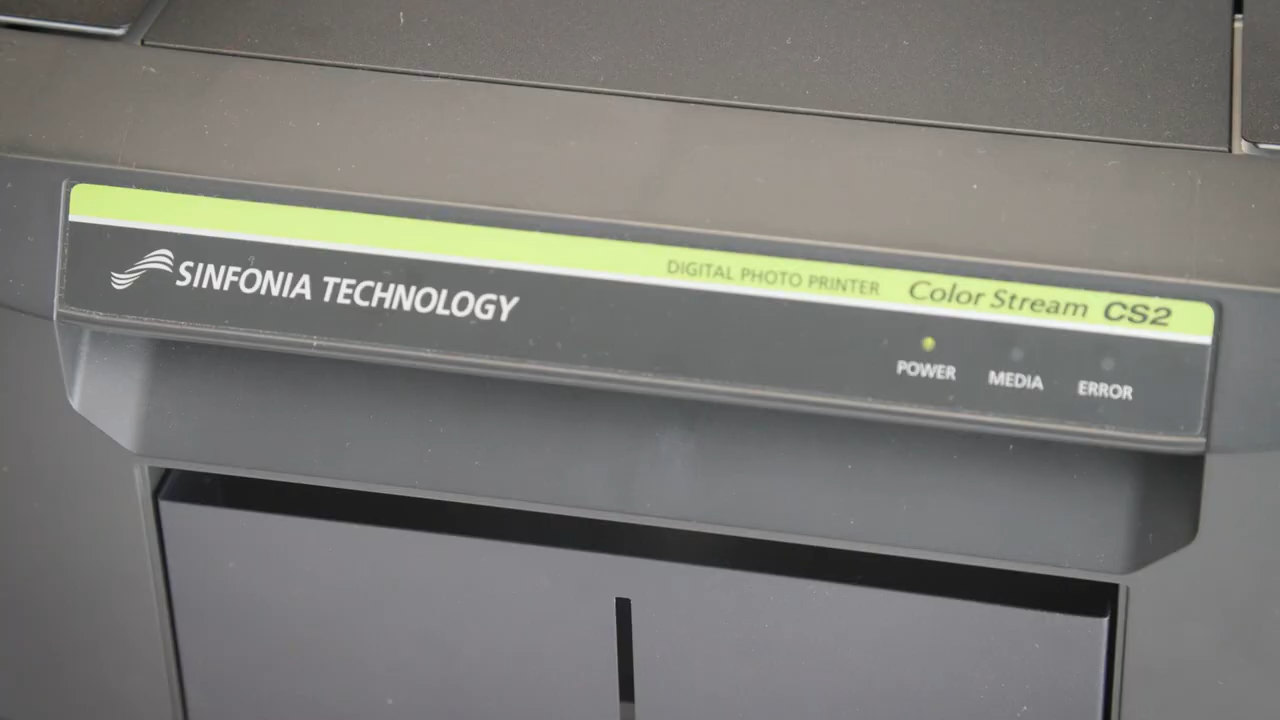 DIGITAL PHOTO PRINTER Color Stream CS2
SINFONIA TECHNOLOGY
POWER MEDIA ERROR